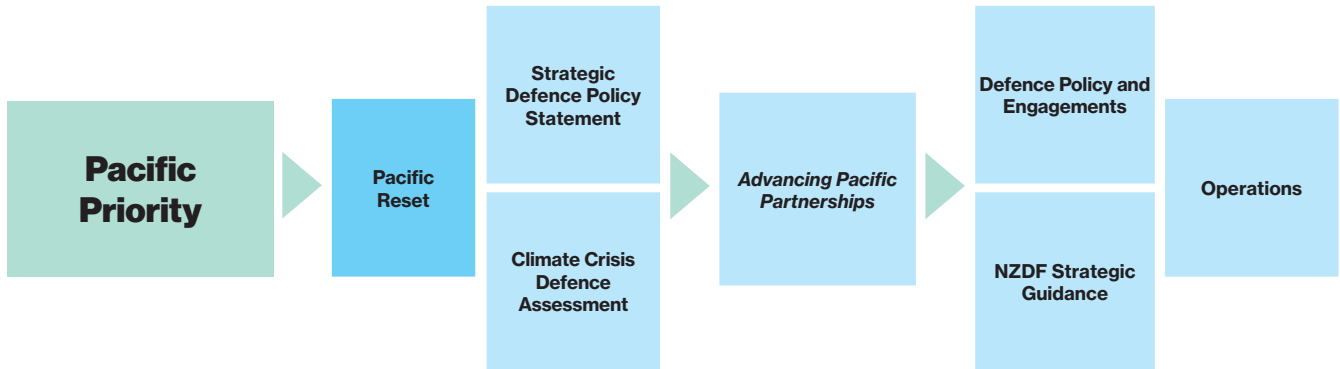 Pacific
Priority
Pacific
Reset
Strategic
Defence Policy
Statement
Climate Crisis
Defence
Assessment
Advancing Pacific
Partnerships
Defence Policy and
Engagements
NZDF Strategic
Guidance
Operations